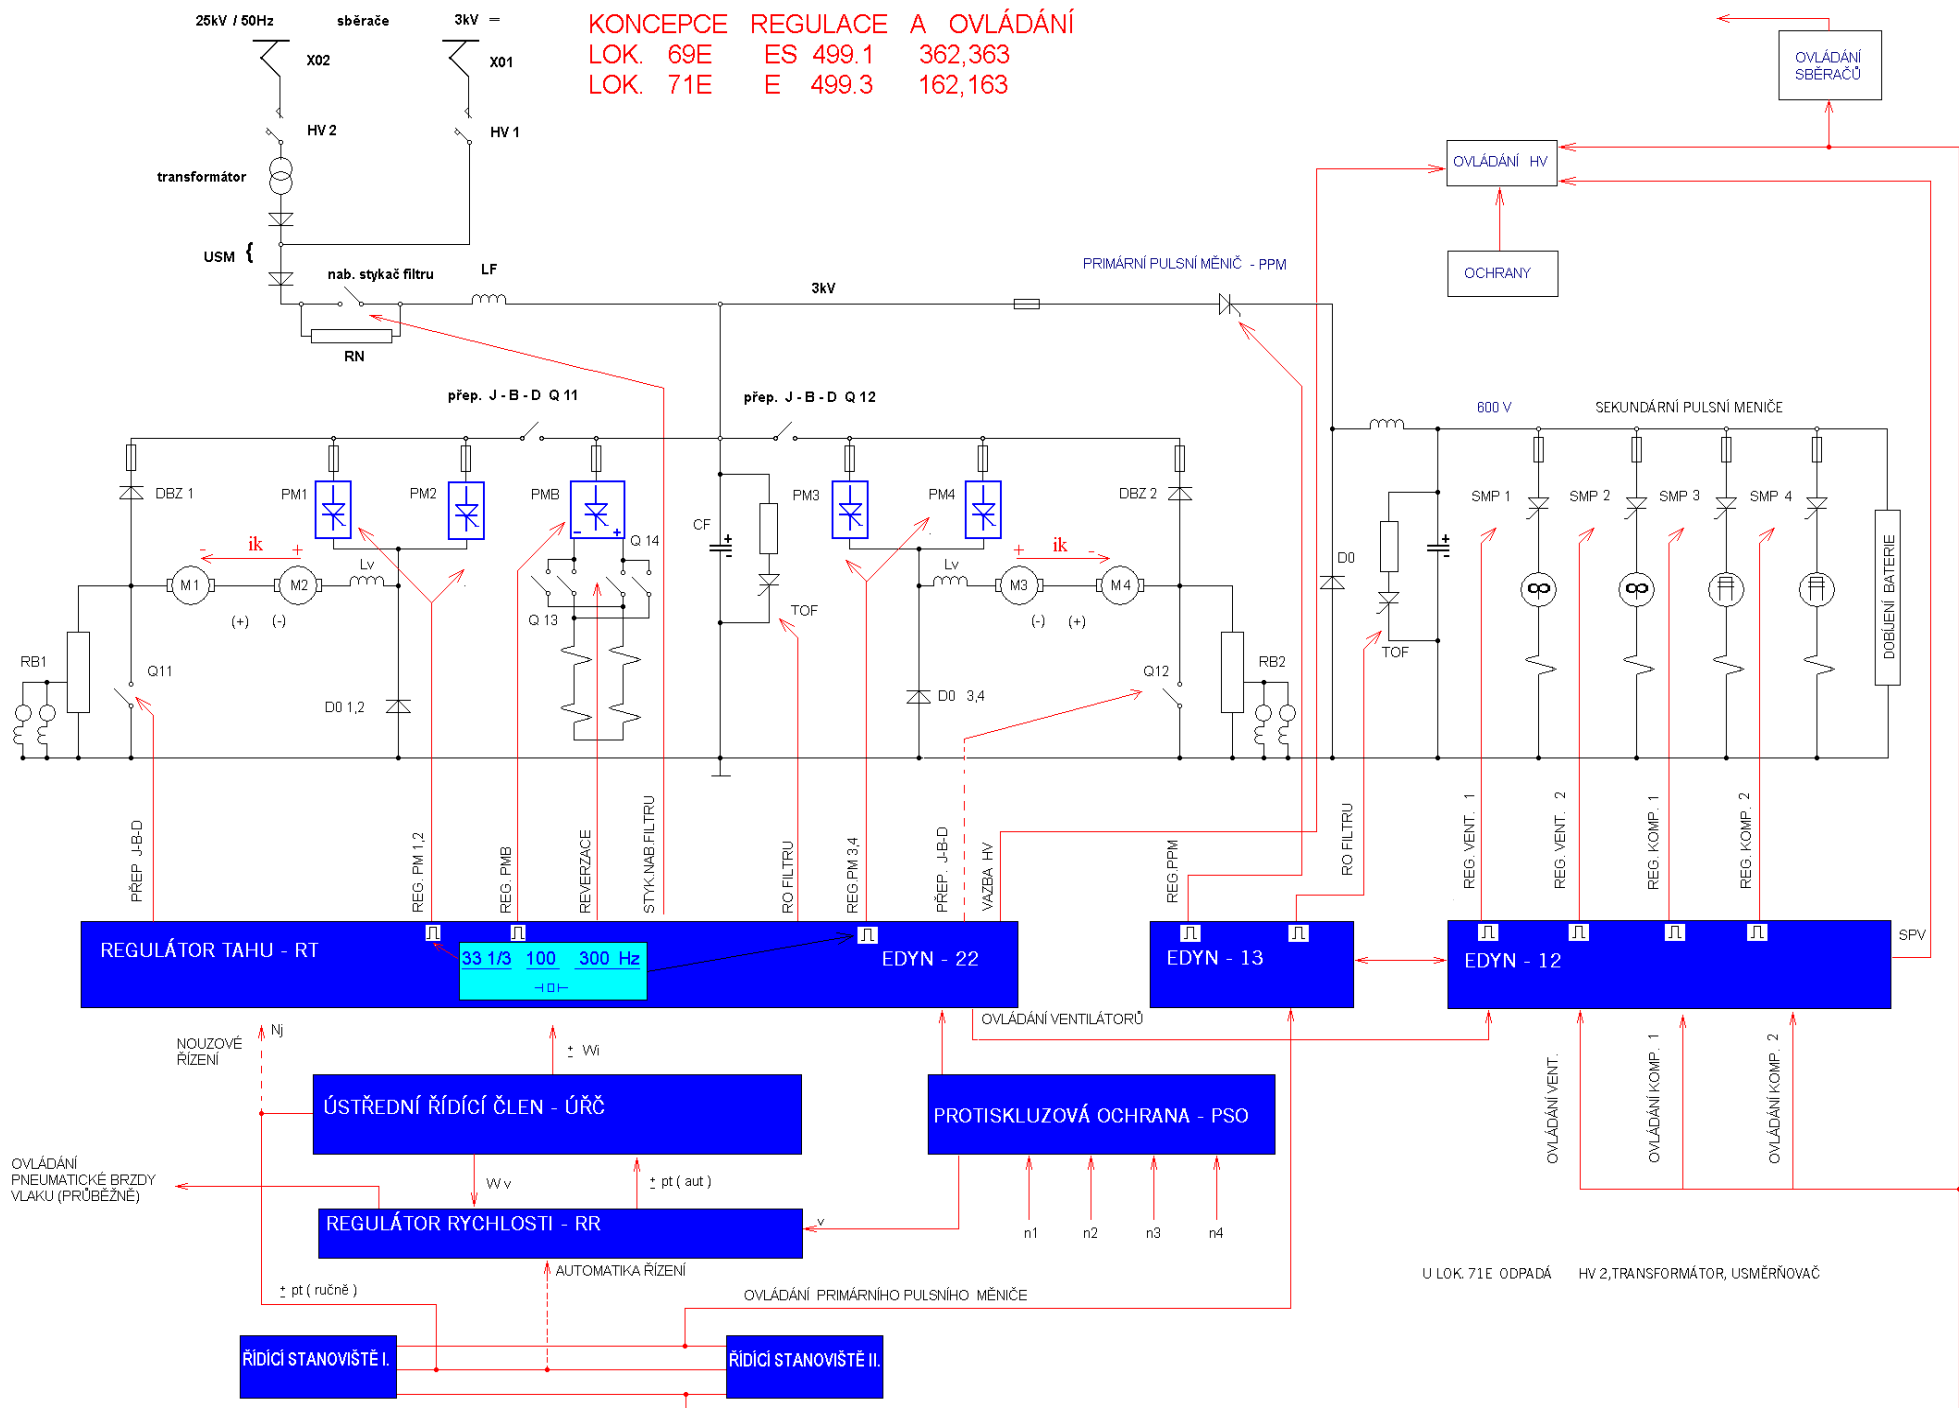 25kV / 50Hz
sběrače
3kV =
KONCEPCE REGULACE A OVLÁDÁNÍ
LOK. 69E ES 499.1 362,363
LOK. 71E E 499.3 162,163
X02
X01
HV 2
HV 1
transformátor
USM {
nab. stykač filtru
LF
RN
3kV
PRIMÁRNÍ PULSNÍ MĚNIČ - PPM
OVLÁDÁNÍ
SBĚRAČŮ
OVLÁDÁNÍ HV
OCHRANY
přep. J - B - D Q 11
přep. J - B - D Q 12
600 V
SEKUNDÁRNÍ PULSNÍ MENIČE
DBZ 1
PM1
PM2
PMB
- +
Q 14
CF
+
-
PM3
PM4
DBZ 2
SMP 1
SMP 2
SMP 3
SMP 4
- ik +
+ ik -
M1
M2
Lv
Lv
M3
M4
(+) (-)
(-) (+)
Q 13
TOF
D0
+
-
TOF
DOBÍJENÍ BATERIE
RB1
Q11
D0 1,2
D0 3,4
Q12
RB2
PŘEP. J-B-D
REG. PM 1,2
REG. PMB
REVERZACE
STYK.NAB.FILTRU
RO FILTRU
REG.PM 3,4
PŘEP. J-B-D
VAZBA HV
REG.PPM
RO FILTRU
REG. VENT. 1
REG. VENT. 2
REG. KOMP. 1
REG. KOMP. 2
REGULÁTOR TAHU - RT
33 1/3 100 300 Hz
EDYN - 22
EDYN - 13
EDYN - 12
SPV
NOUZOVÉ
ŘÍZENÍ
Nj
± Wi
OVLÁDÁNÍ VENTILÁTORŮ
ÚSTŘEDNÍ ŘÍDÍCÍ ČLEN - ÚŘČ
PROTISKLUZOVÁ OCHRANA - PSO
OVLÁDÁNÍ VENT.
OVLÁDÁNÍ KOMP. 1
OVLÁDÁNÍ KOMP. 2
OVLÁDÁNÍ
PNEUMATICKÉ BRZDY
VLAKU (PRŮBĚŽNĚ)
W v
± pt ( aut )
REGULÁTOR RYCHLOSTI - RR
v
n1
n2
n3
n4
AUTOMATIKA ŘÍZENÍ
± pt ( ručně )
OVLÁDÁNÍ PRIMÁRNÍHO PULSNÍHO MĚNIČE
U LOK. 71E ODPADÁ HV 2,TRANSFORMÁTOR, USMĚRŇOVAČ
ŘÍDÍCÍ STANOVIŠTĚ I.
ŘÍDÍCÍ STANOVIŠTĚ II.